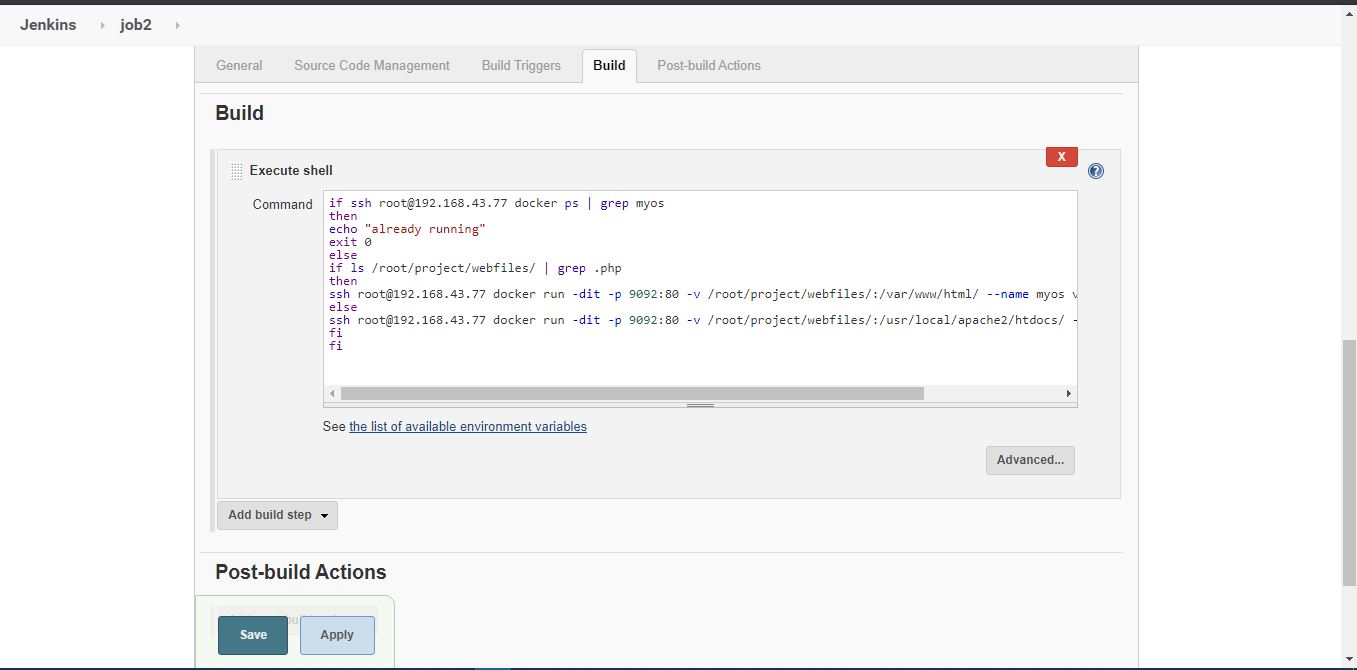 Jenkins job2
General Source Code Management Build Triggers Build Post-build Actions
Build
X
Execute shell
Command
if ssh root@192.168.43.77 docker ps | grep myos
then
echo "already running"
exit 0
else
if ls /root/project/webfiles/ | grep .php
then
ssh root@192.168.43.77 docker run -dit -p 9092:80 -v /root/project/webfiles/:/var/www/html/ --name myos v
else
ssh root@192.168.43.77 docker run -dit -p 9092:80 -v /root/project/webfiles/:/usr/local/apache2/htdocs/ -
fi
fi
See the list of available environment variables
Advanced...
Add build step
Post-build Actions
Save Apply